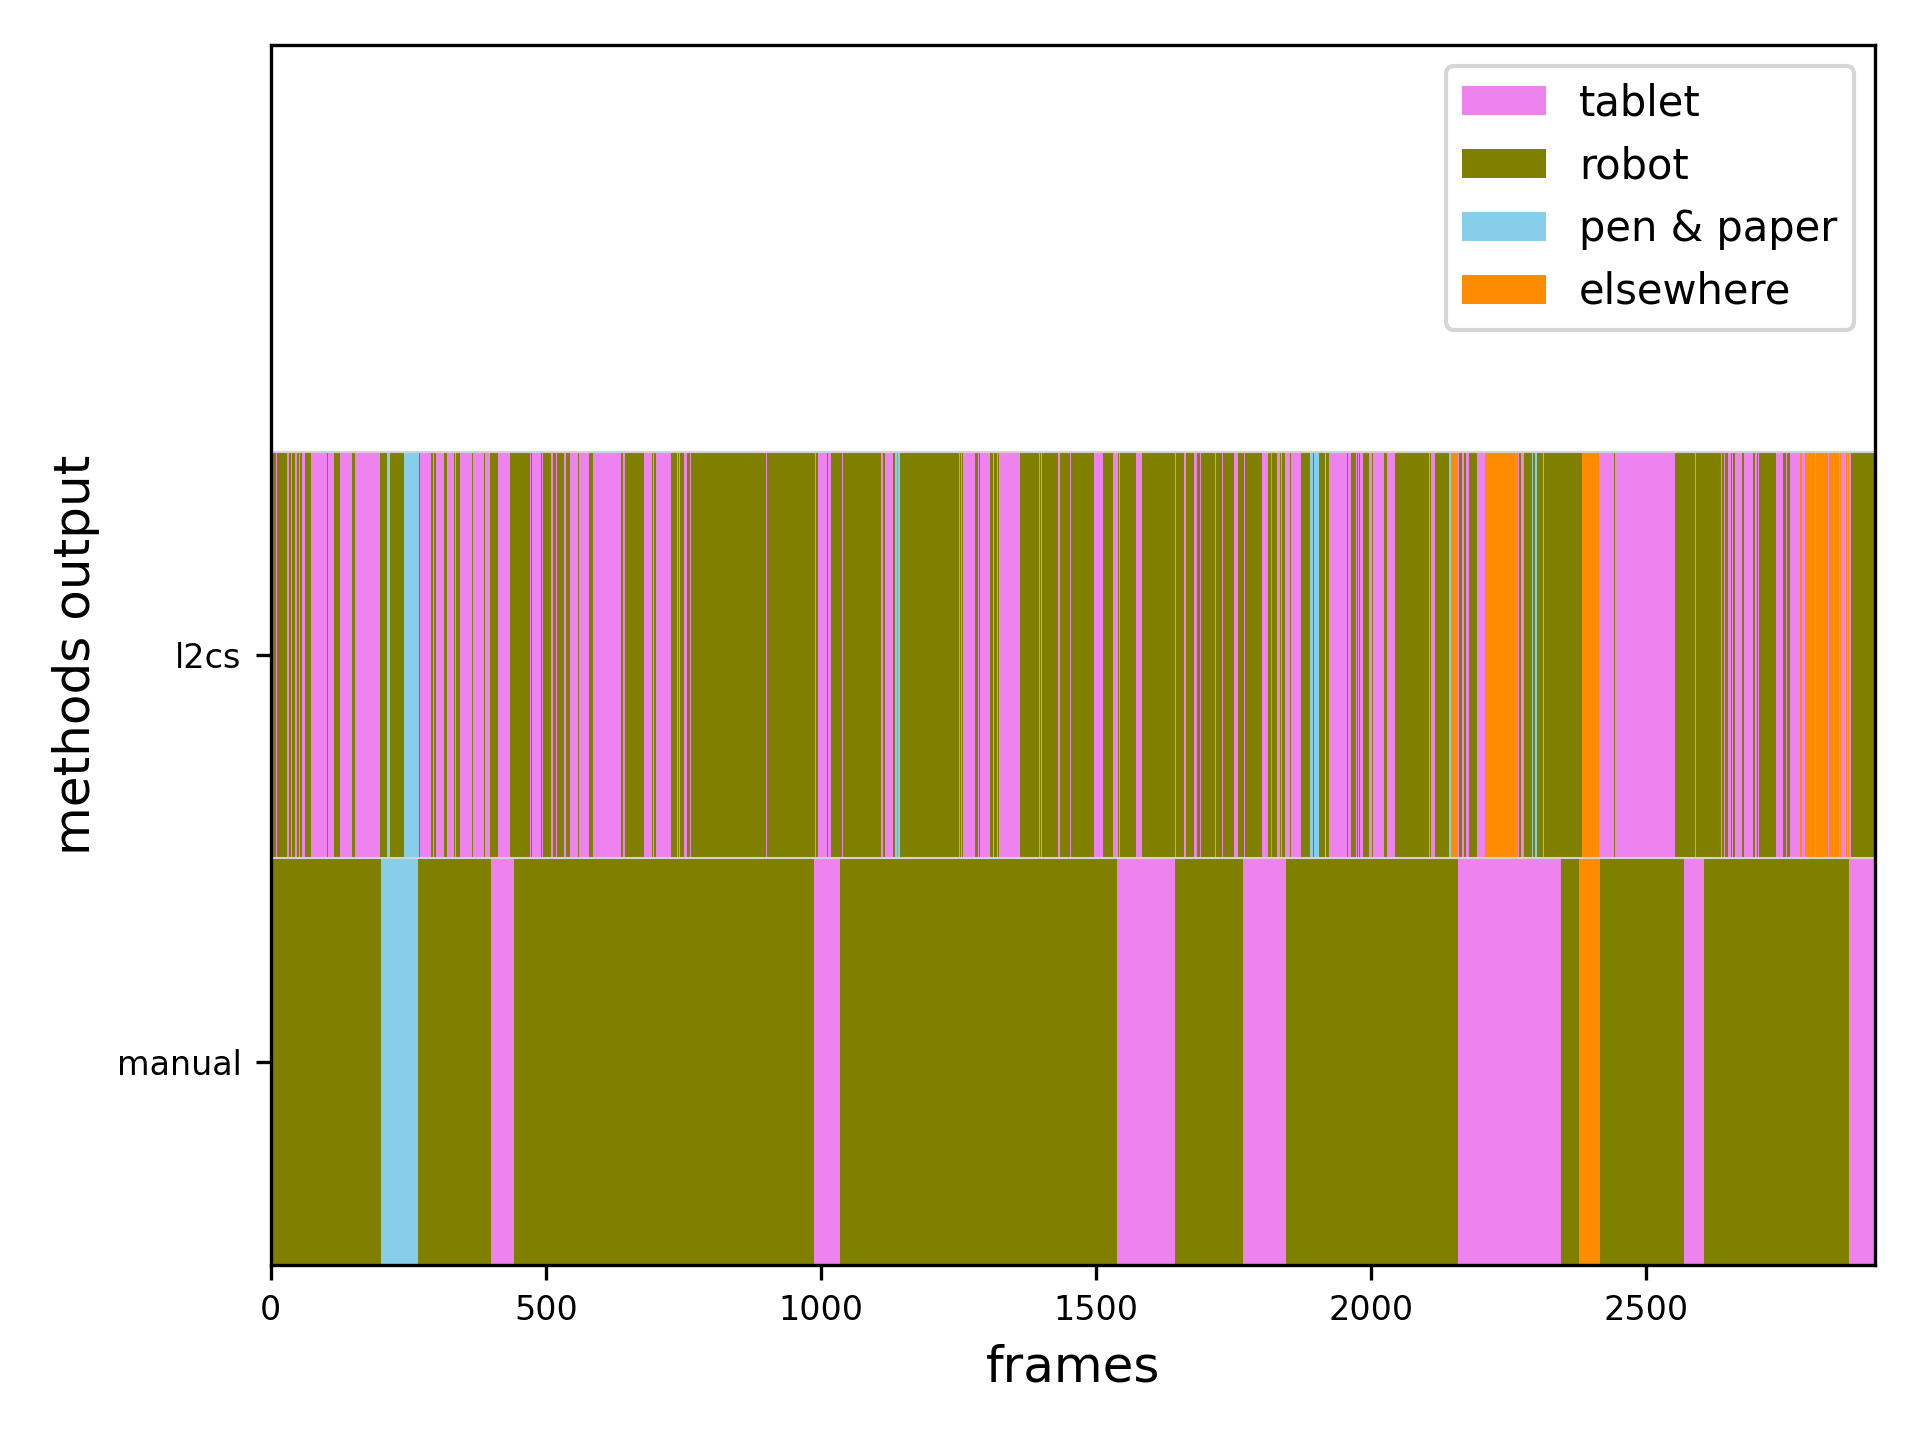 tablet
robot
pen & paper
elsewhere
methods output
l2cs
manual
0 500 1000 1500 2000 2500
frames